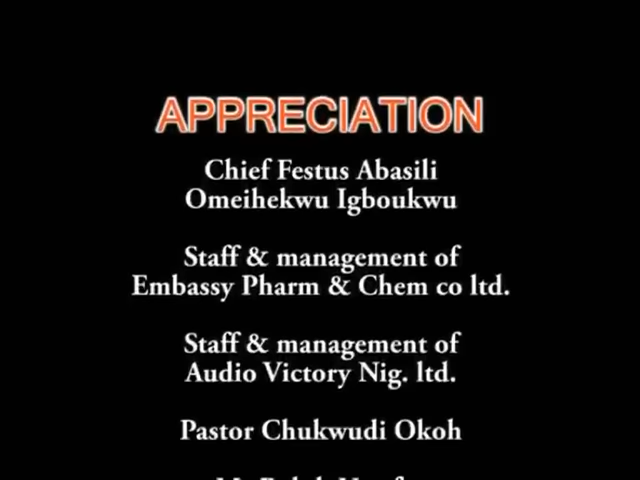 APPRECIATION
Chief Festus Abasili
Omeihekwu Igboukwu
Staff & management of
Embassy Pharm & Chem co ltd.
Staff & management of
Audio Victory Nig. ltd.
Pastor Chukwudi Okoh